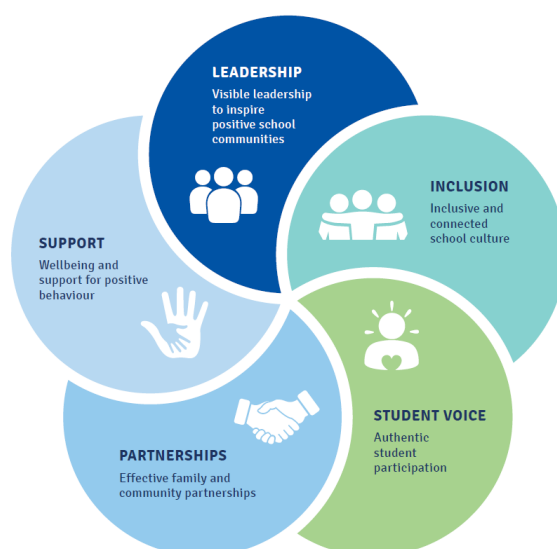 LEADERSHIP
Visible leadership
to inspire
positive school
communities
INCLUSION
Inclusive and
connected
school culture
STUDENT VOICE
Authentic
student
participation
PARTNERSHIPS
Effective family and
community partnerships
SUPPORT
Wellbeing and
support for positive
behaviour